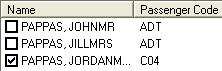 Name Passenger Code
PAPPAS, JOHNMR ADT
PAPPAS, JILLMRS ADT
PAPPAS, JORDANM... C04